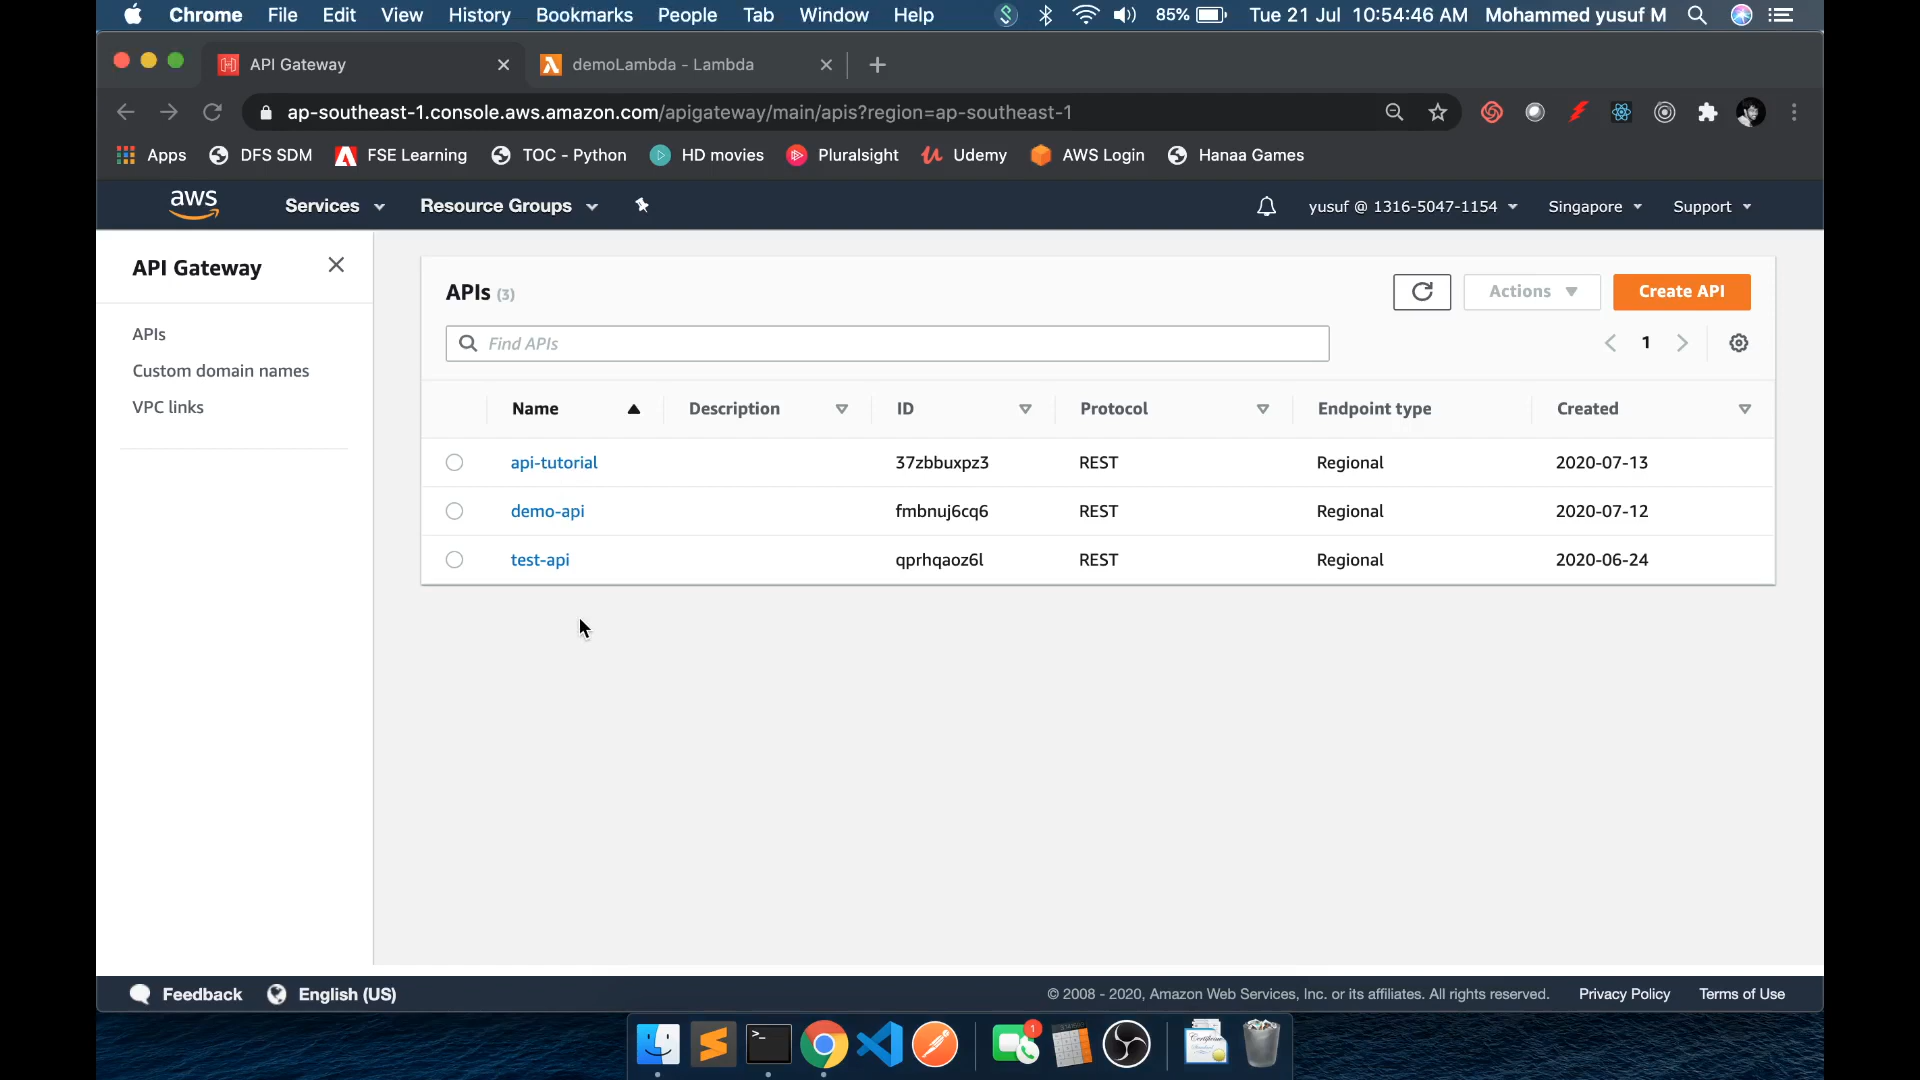 Chrome File Edit View History Bookmarks People Tab Window Help 85% Tue 21 Jul 10:54:46 AM Mohammed yusuf M
API Gateway demoLambda - Lambda
ap-southeast-1.console.aws.amazon.com/apigateway/main/apis?region=ap-southeast-1
Apps DFS SDM FSE Learning TOC - Python HD movies Pluralsight Udemy AWS Login Hanaa Games
aws Services Resource Groups yusuf @ 1316-5047-1154 Singapore Support
API Gateway
APIs
Custom domain names
VPC links
APIs (3) Actions Create API
Find APIs 1
Name Description ID Protocol Endpoint type Created
api-tutorial 37zbbuxpz3 REST Regional 2020-07-13
demo-api fmbnuj6cq6 REST Regional 2020-07-12
test-api qprhqaoz6l REST Regional 2020-06-24
Feedback English (US) © 2008 - 2020, Amazon Web Services, Inc. or its affiliates. All rights reserved. Privacy Policy Terms of Use
1